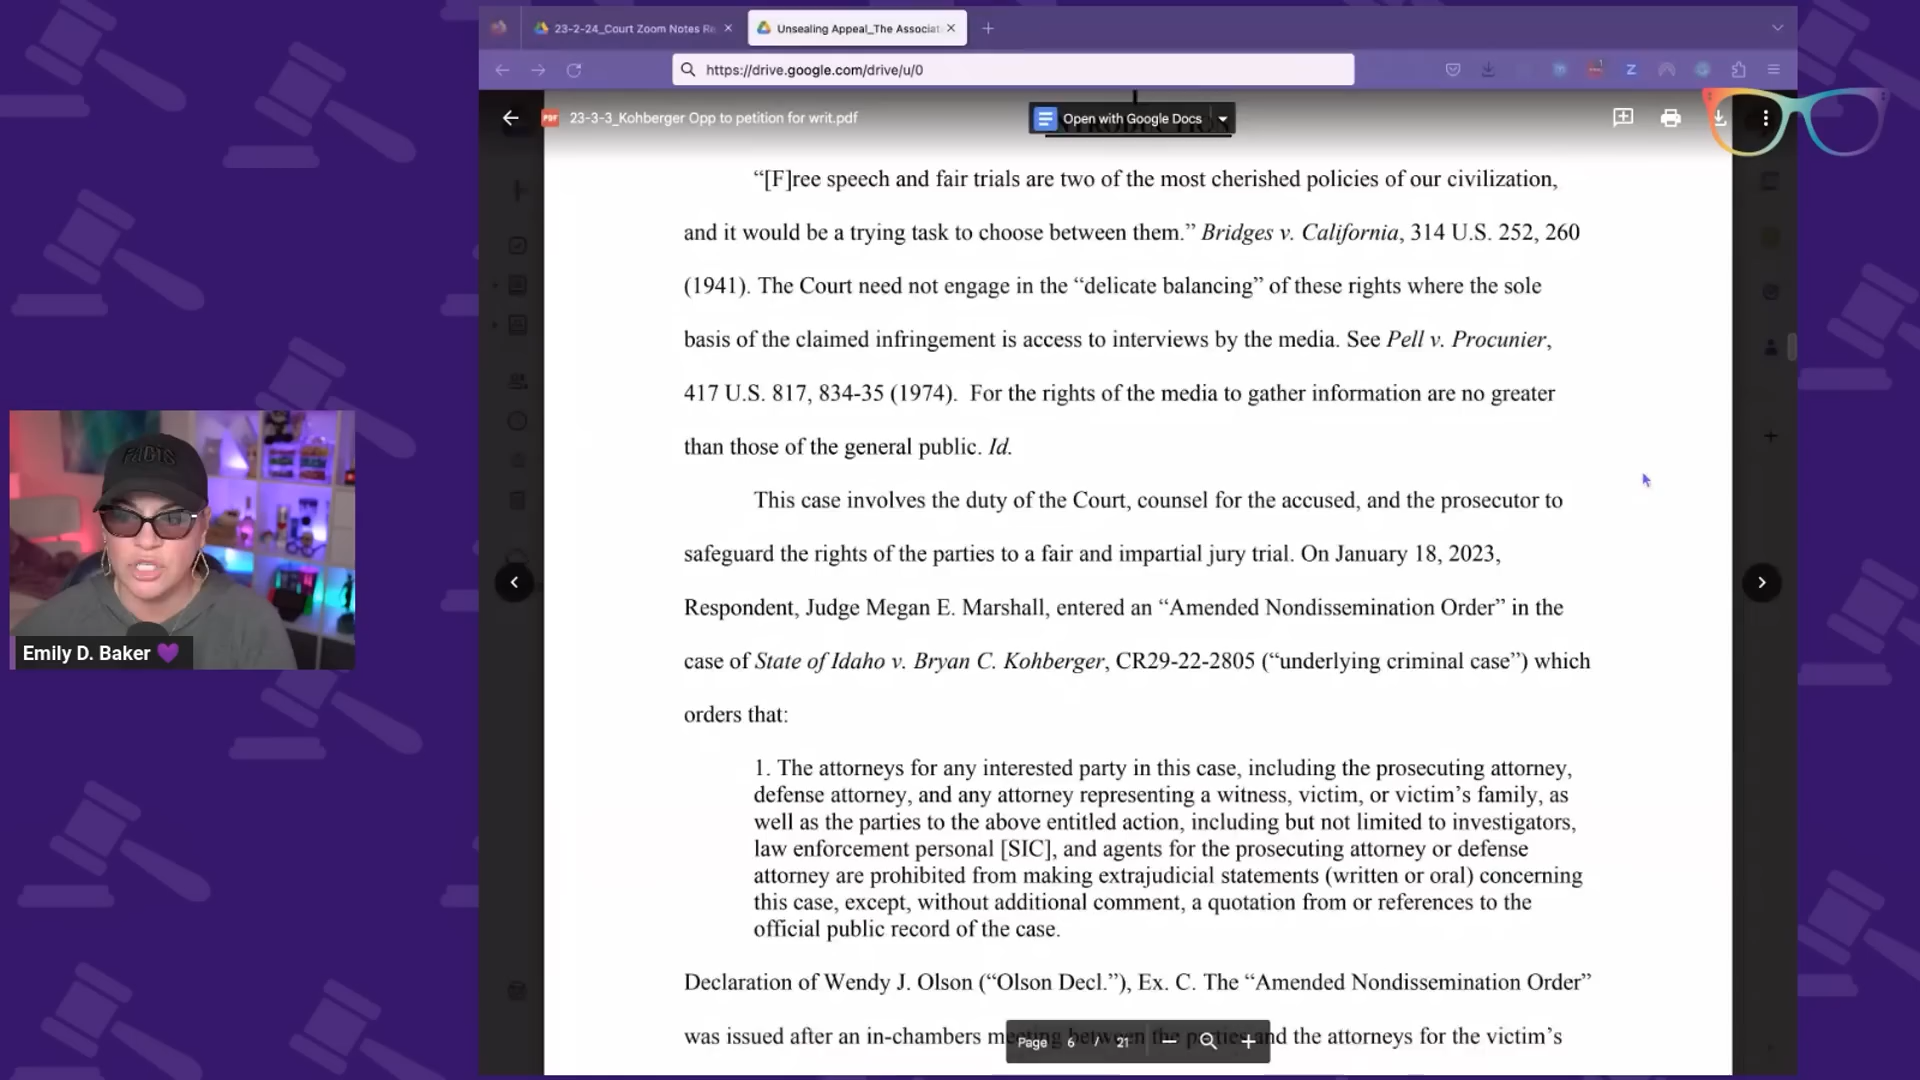 23-2-24_Court Zoom Notes Re
Unsealing Appeal_The Associat
https://drive.google.com/drive/u/0
PDF
23-3-3_Kohberger Opp to petition for writ.pdf
Open with Google Docs
“[F]ree speech and fair trials are two of the most cherished policies of our civilization,
and it would be a trying task to choose between them.” Bridges v. California, 314 U.S. 252, 260
(1941). The Court need not engage in the “delicate balancing” of these rights where the sole
basis of the claimed infringement is access to interviews by the media. See Pell v. Procunier,
417 U.S. 817, 834-35 (1974). For the rights of the media to gather information are no greater
than those of the general public. Id.
This case involves the duty of the Court, counsel for the accused, and the prosecutor to
safeguard the rights of the parties to a fair and impartial jury trial. On January 18, 2023,
Respondent, Judge Megan E. Marshall, entered an “Amended Nondissemination Order” in the
case of State of Idaho v. Bryan C. Kohberger, CR29-22-2805 (“underlying criminal case”) which
orders that:
1. The attorneys for any interested party in this case, including the prosecuting attorney,
defense attorney, and any attorney representing a witness, victim, or victim’s family, as
well as the parties to the above entitled action, including but not limited to investigators,
law enforcement personal [SIC], and agents for the prosecuting attorney or defense
attorney are prohibited from making extrajudicial statements (written or oral) concerning
this case, except, without additional comment, a quotation from or references to the
official public record of the case.
Declaration of Wendy J. Olson (“Olson Decl.”), Ex. C. The “Amended Nondissemination Order”
was issued after an in-chambers meeting between the parties and the attorneys for the victim’s
Page 6 / 21
FACTS
Emily D. Baker